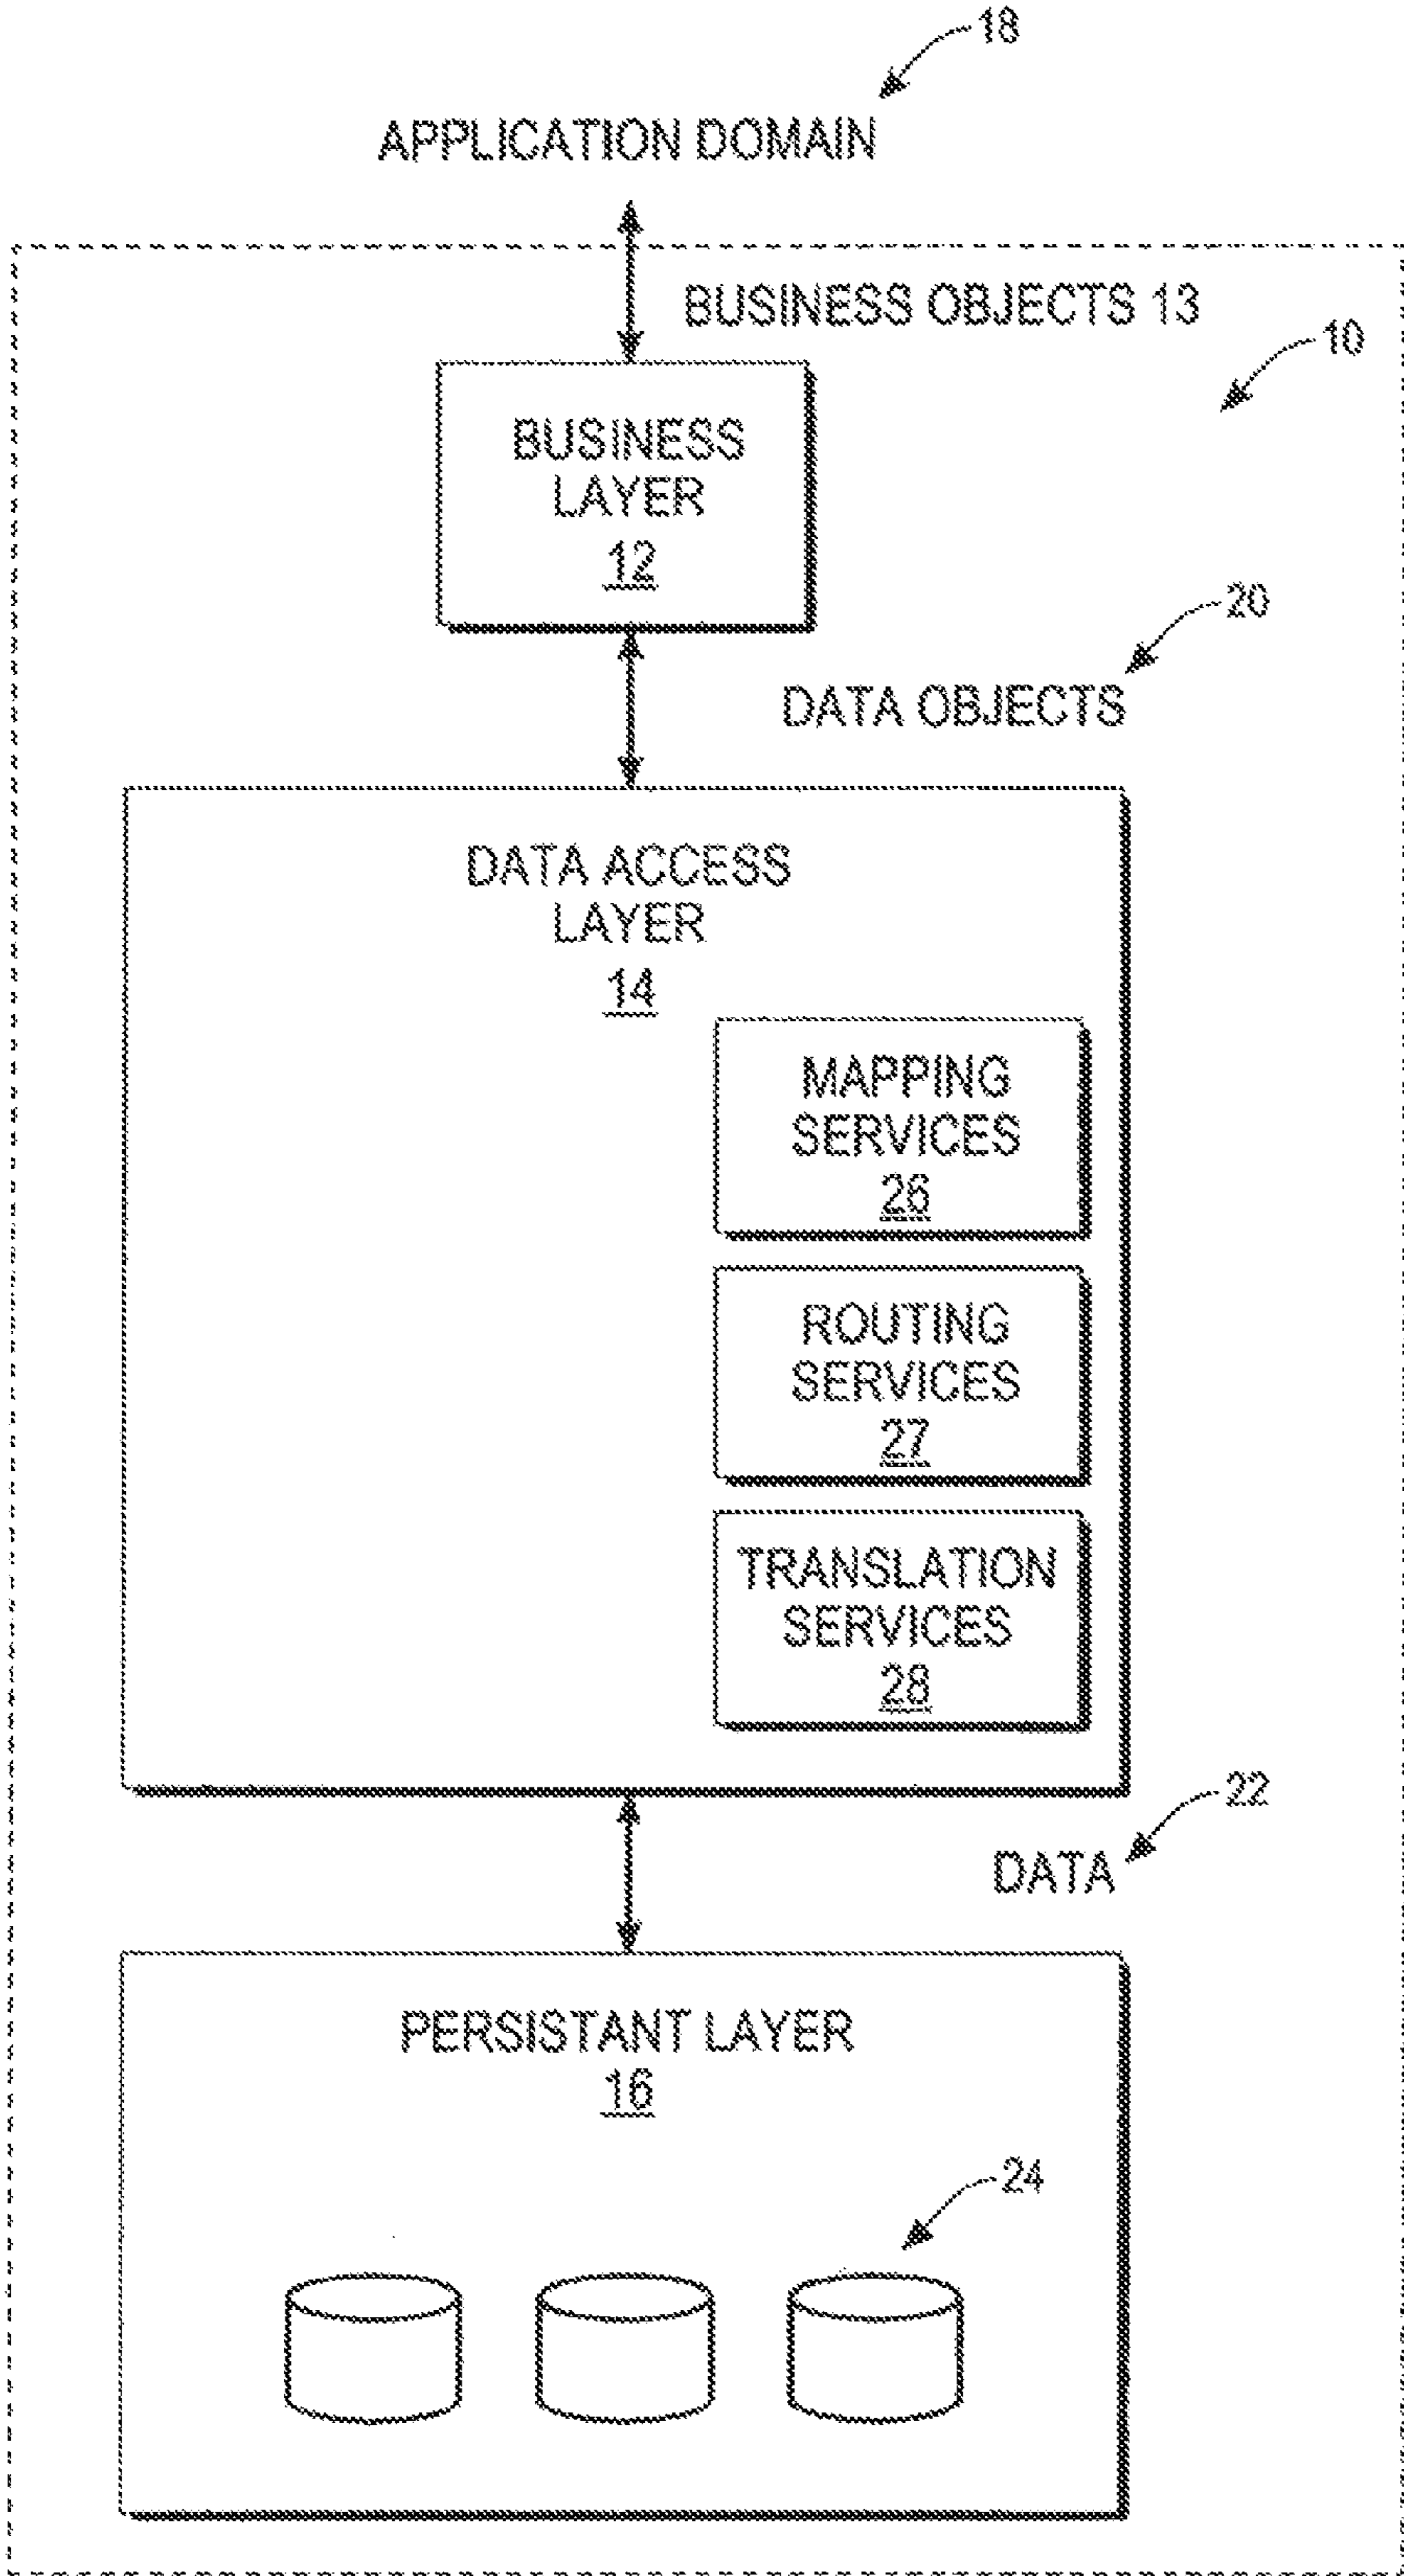 18
APPLICATION DOMAIN
BUSINESS OBJECTS 13
10
BUSINESS
LAYER
12
20
DATA OBJECTS
DATA ACCESS
LAYER
14
MAPPING
SERVICES
26
ROUTING
SERVICES
27
TRANSLATION
SERVICES
28
22
DATA
PERSISTANT LAYER
16
24